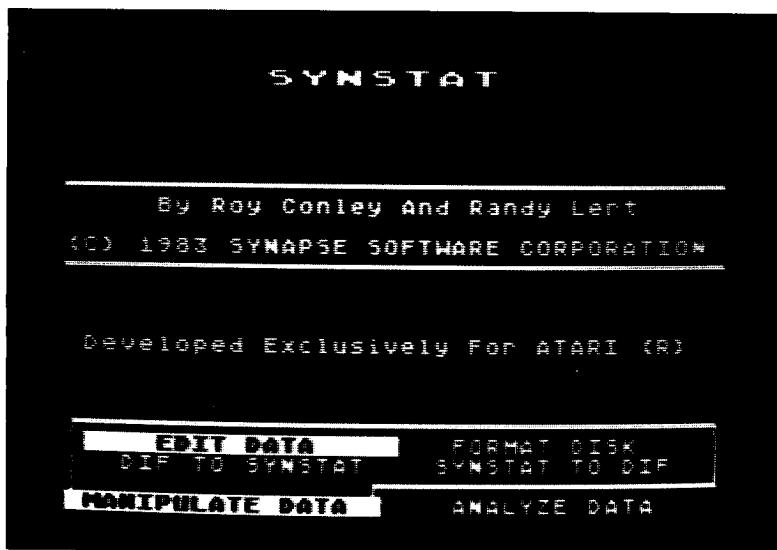 SYNSTAT
By Roy Conley And Randy Lert
(C) 1983 SYNAPSE SOFTWARE CORPORATION
Developed Exclusively For ATARI (R)
EDIT DATA FORMAT DISK
DIF TO SYNSTAT SYNSTAT TO DIF
MANIPULATE DATA ANALYZE DATA